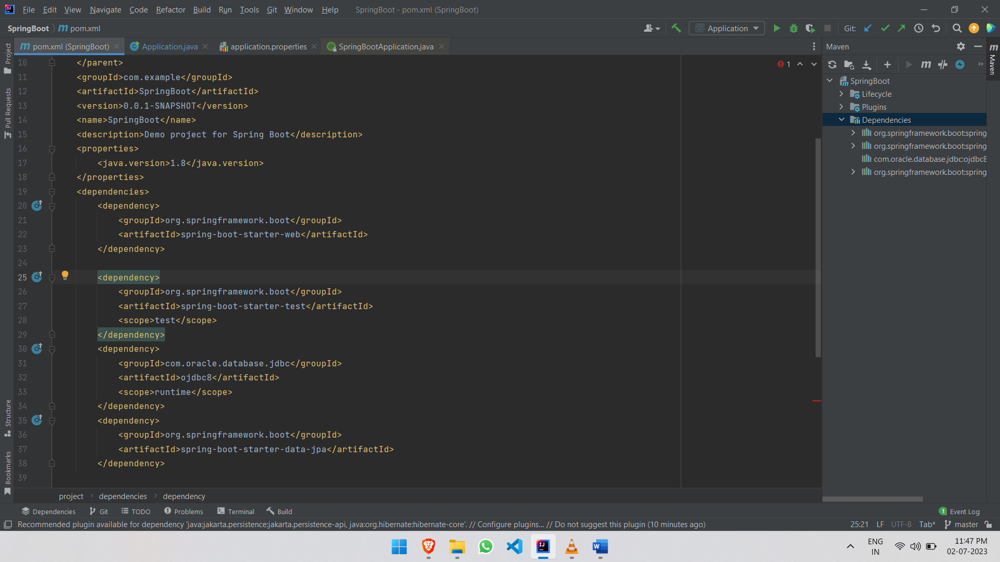 File Edit View Navigate Code Refactor Build Run Tools Git Window Help SpringBoot - pom.xml (SpringBoot)
SpringBoot pom.xml Application Git:
pom.xml (SpringBoot) Application.java application.properties SpringBootApplication.java Maven
Project
Pull Requests
Structure
Bookmarks
Maven
1
10 </parent>
11 <groupId>com.example</groupId>
12 <artifactId>SpringBoot</artifactId>
13 <version>0.0.1-SNAPSHOT</version>
14 <name>SpringBoot</name>
15 <description>Demo project for Spring Boot</description>
16 <properties>
17 <java.version>1.8</java.version>
18 </properties>
19 <dependencies>
20 <dependency>
21 <groupId>org.springframework.boot</groupId>
22 <artifactId>spring-boot-starter-web</artifactId>
23 </dependency>
24
25 <dependency>
26 <groupId>org.springframework.boot</groupId>
27 <artifactId>spring-boot-starter-test</artifactId>
28 <scope>test</scope>
29 </dependency>
30 <dependency>
31 <groupId>com.oracle.database.jdbc</groupId>
32 <artifactId>ojdbc8</artifactId>
33 <scope>runtime</scope>
34 </dependency>
35 <dependency>
36 <groupId>org.springframework.boot</groupId>
37 <artifactId>spring-boot-starter-data-jpa</artifactId>
38 </dependency>
39
SpringBoot
Lifecycle
Plugins
Dependencies
org.springframework.boot:spring
org.springframework.boot:spring
com.oracle.database.jdbc:ojdbc8
org.springframework.boot:spring
project dependencies dependency
Dependencies Git TODO Problems Terminal Build 1 Event Log
Recommended plugin available for dependency 'java:jakarta.persistence:jakarta.persistence-api, java:org.hibernate:hibernate-core'. // Configure plugins... // Do not suggest this plugin (10 minutes ago) 25:21 LF UTF-8 Tab* master
ENG
IN
11:47 PM
02-07-2023